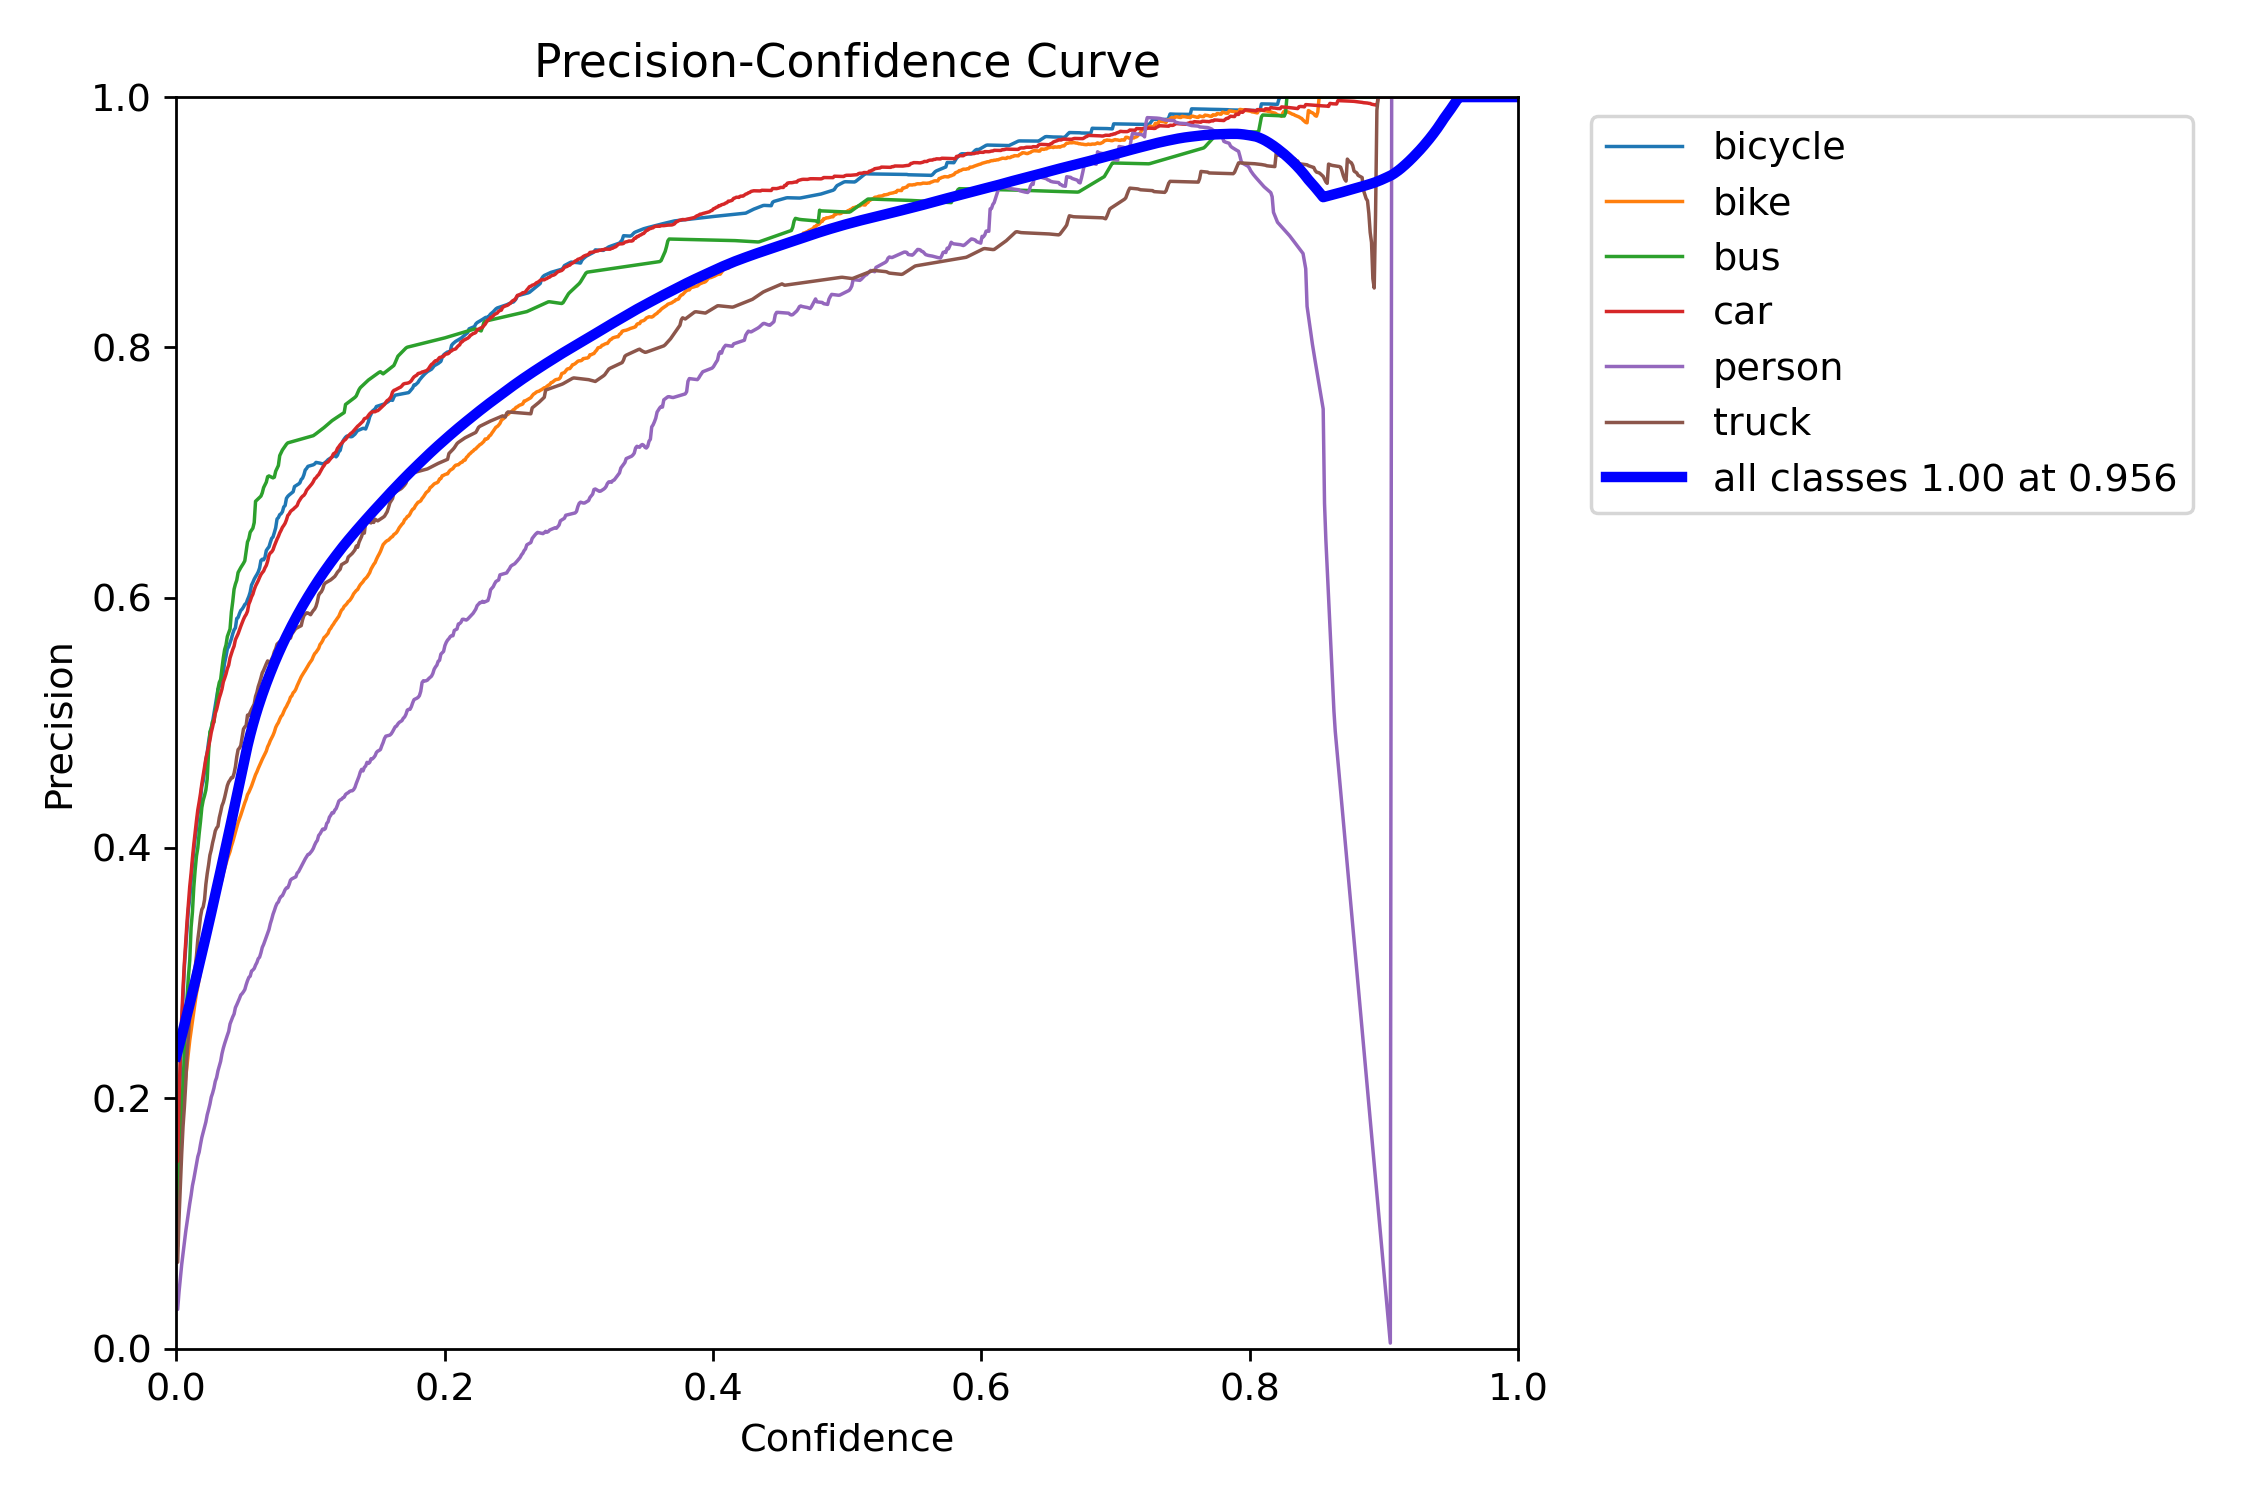 Precision-Confidence Curve
1.0
0.8
0.6
0.4
0.2
0.0
Precision
0.0 0.2 0.4 0.6 0.8 1.0
Confidence
bicycle
bike
bus
car
person
truck
all classes 1.00 at 0.956